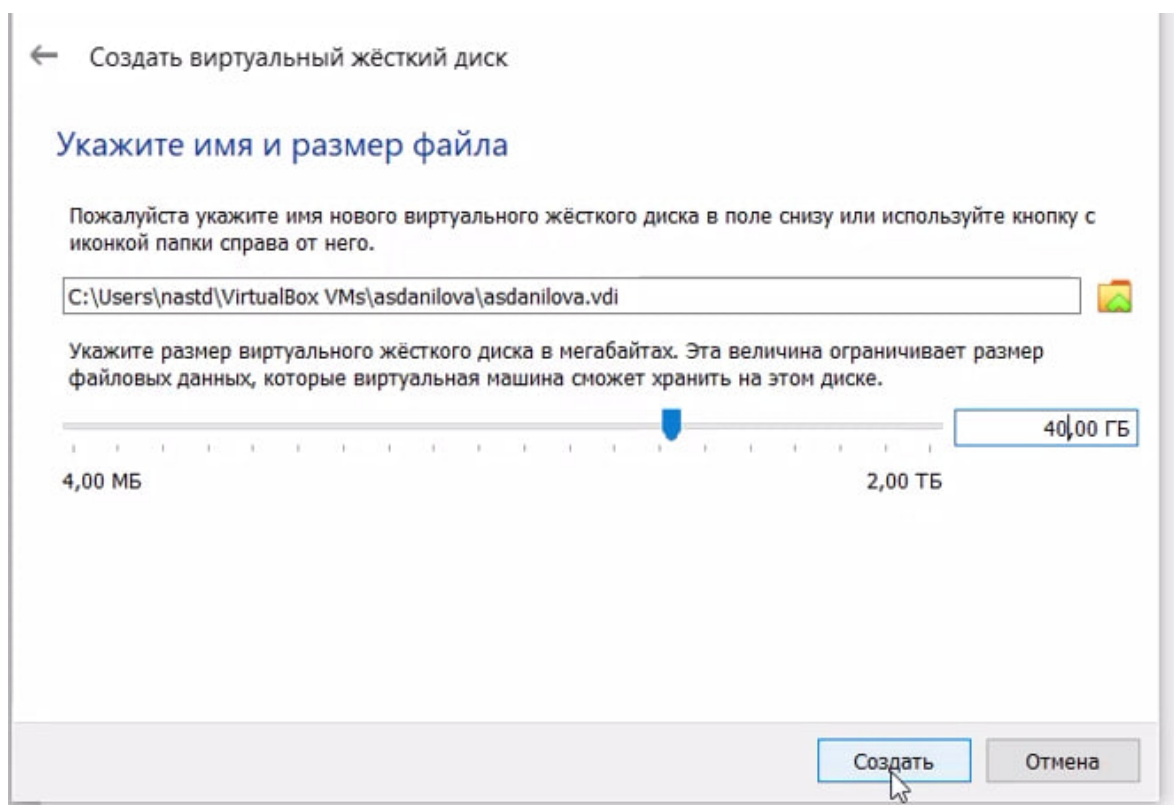 Создать виртуальный жёсткий диск
Укажите имя и размер файла
Пожалуйста укажите имя нового виртуального жёсткого диска в поле снизу или используйте кнопку с
иконкой папки справа от него.
C:\Users\nastd\VirtualBox VMs\asdanilova\asdanilova.vdi
Укажите размер виртуального жёсткого диска в мегабайтах. Эта величина ограничивает размер
файловых данных, которые виртуальная машина сможет хранить на этом диске.
40,00 ГБ
4,00 МБ 2,00 ТБ
Создать Отмена